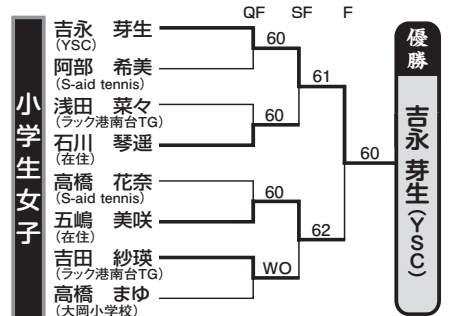 QF SF F
小学生女子
吉永 芽生
(YSC)
60
阿部 希美
(S-aid tennis)
61
浅田 菜々
(ラック港南台TG)
60
石川 琴遥
(在住)
60
高橋 花奈
(S-aid tennis)
60
五嶋 美咲
(在住)
62
吉田 紗瑛
(ラック港南台TG)
WO
高橋 まゆ
(大岡小学校)
優勝
吉永 芽生(YSC)